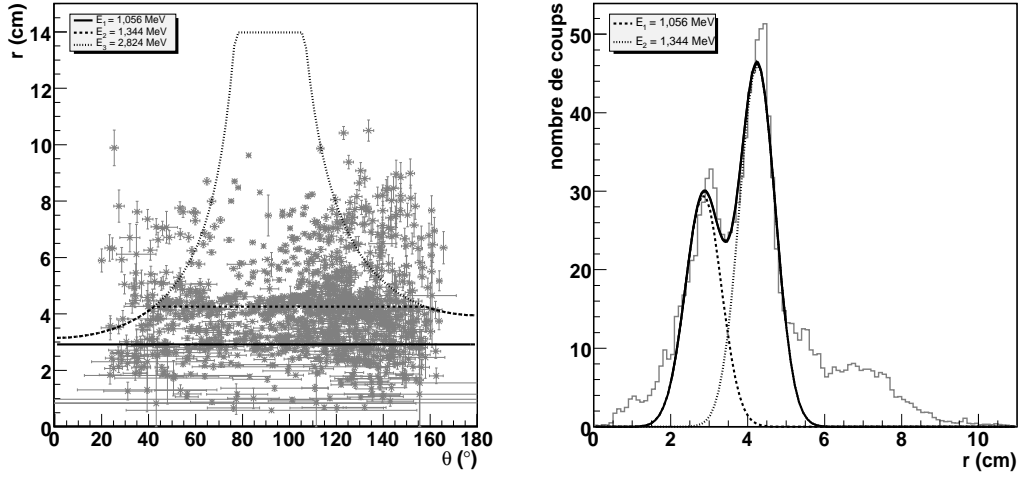 r (cm)
E₁ = 1,056 MeV
E₂ = 1,344 MeV
E₃ = 2,824 MeV
14
12
10
8
6
4
2
0
0 20 40 60 80 100 120 140 160 180
θ (°)
nombre de coups
E₁ = 1,056 MeV
E₂ = 1,344 MeV
50
40
30
20
10
0
0 2 4 6 8 10
r (cm)